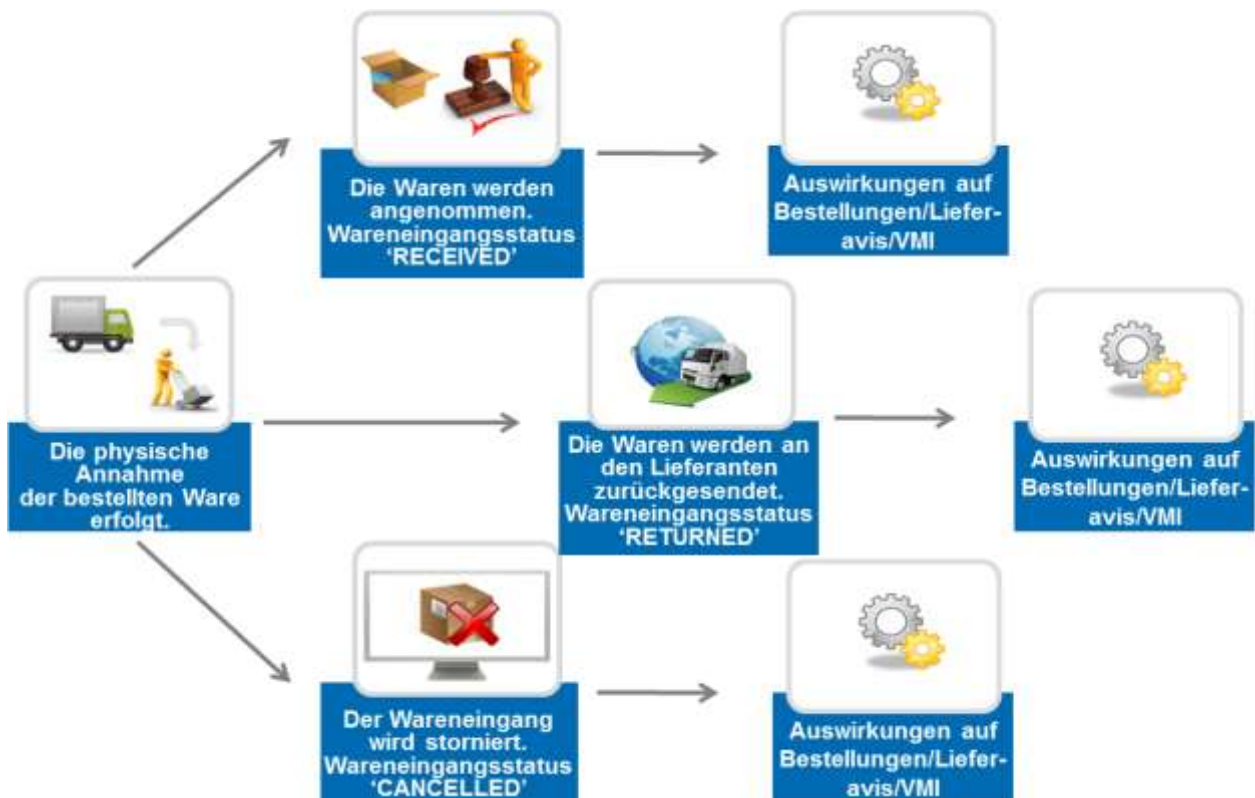 Die Waren werden
angenommen.
Wareneingangsstatus
‘RECEIVED’
Auswirkungen auf
Bestellungen/Liefer-
avis/VMI
Die physische
Annahme
der bestellten Ware
erfolgt.
Die Waren werden an
den Lieferanten
zurückgesendet.
Wareneingangsstatus
‘RETURNED’
Auswirkungen auf
Bestellungen/Liefer-
avis/VMI
Der Wareneingang
wird storniert.
Wareneingangsstatus
‘CANCELLED’
Auswirkungen auf
Bestellungen/Liefer-
avis/VMI